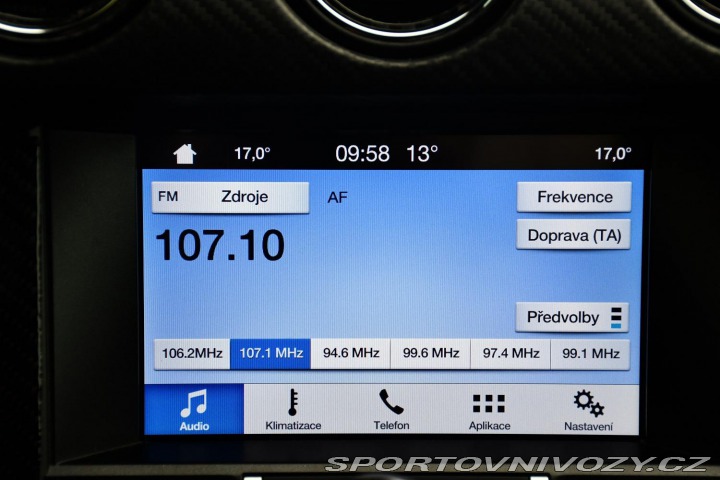 17,0° 09:58 13° 17,0°
FM Zdroje AF Frekvence
107.10
Doprava (TA)
Předvolby
106.2MHz 107.1 MHz 94.6 MHz 99.6 MHz 97.4 MHz 99.1 MHz
Audio Klimatizace Telefon Aplikace Nastavení
SPORTOVNIVOZY.CZ